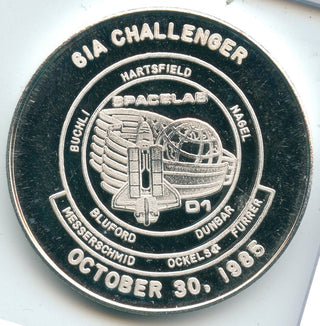 61A CHALLENGER
HARTSFIELD
BUCHLI
NAGEL
SPACELAB
D1
BLUFORD
DUNBAR
MESSERSCHMID
OCKELS
FURRER
OCTOBER 30, 1985